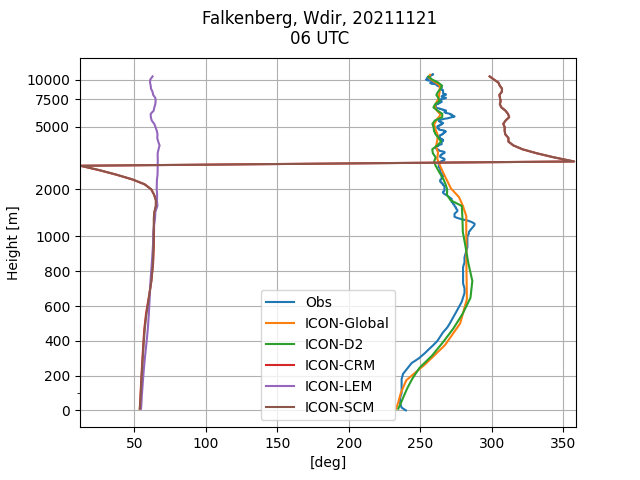 Falkenberg, Wdir, 20211121
06 UTC
10000
7500
5000
2000
1000
800
600
400
200
0
Height [m]
Obs
ICON-Global
ICON-D2
ICON-CRM
ICON-LEM
ICON-SCM
50 100 150 200 250 300 350
[deg]